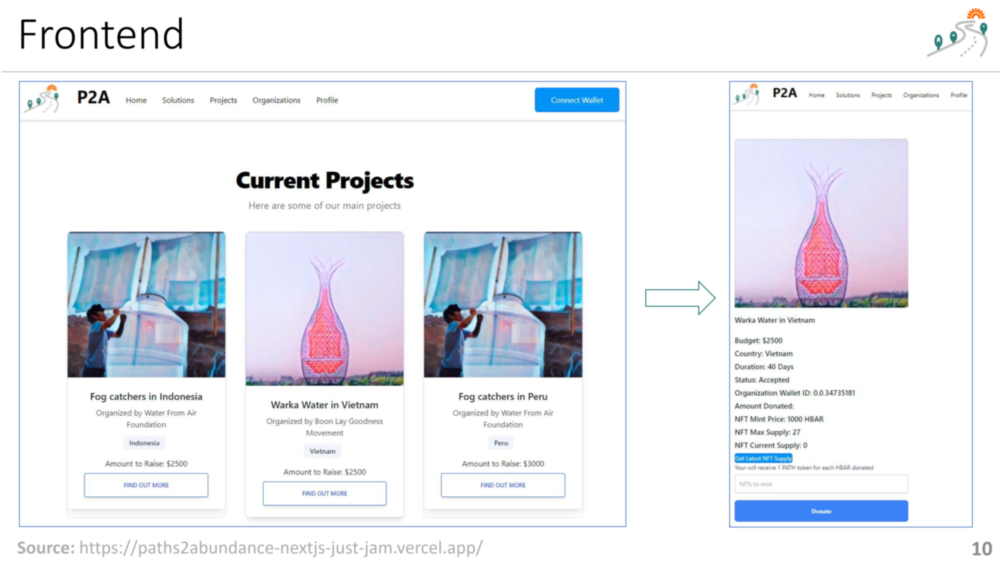 Frontend
P2A
Home Solutions Projects Organizations Profile
Connect Wallet
Current Projects
Here are some of our main projects
Fog catchers in Indonesia
Organized by Water From Air
Foundation
Indonesia
Amount to Raise: $2500
FIND OUT MORE
Warka Water in Vietnam
Organized by Boon Lay Goodness
Movement
Vietnam
Amount to Raise: $2500
FIND OUT MORE
Fog catchers in Peru
Organized by Water From Air
Foundation
Peru
Amount to Raise: $3000
FIND OUT MORE
P2A
Home Solutions Projects Organizations Profile
Warka Water in Vietnam
Budget: $2500
Country: Vietnam
Duration: 40 Days
Status: Accepted
Organization Wallet ID: 0.0.34735181
Amount Donated:
NFT Mint Price: 1000 HBAR
NFT Max Supply: 27
NFT Current Supply: 0
Get Latest NFT Supply
Your will receive 1 PATH token for each HBAR donated
NFTs to mint
Donate
Source: https://paths2abundance-nextjs-just-jam.vercel.app/
10